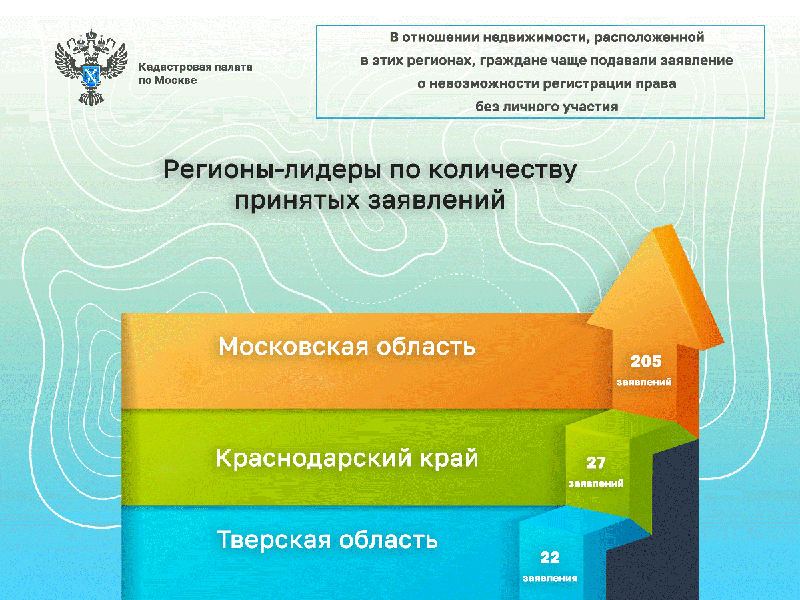 Кадастровая палата
по Москве
В отношении недвижимости, расположенной
в этих регионах, граждане чаще подавали заявление
о невозможности регистрации права
без личного участия
Регионы-лидеры по количеству
принятых заявлений
Московская область
205
заявлений
Краснодарский край
27
заявлений
Тверская область
22
заявления